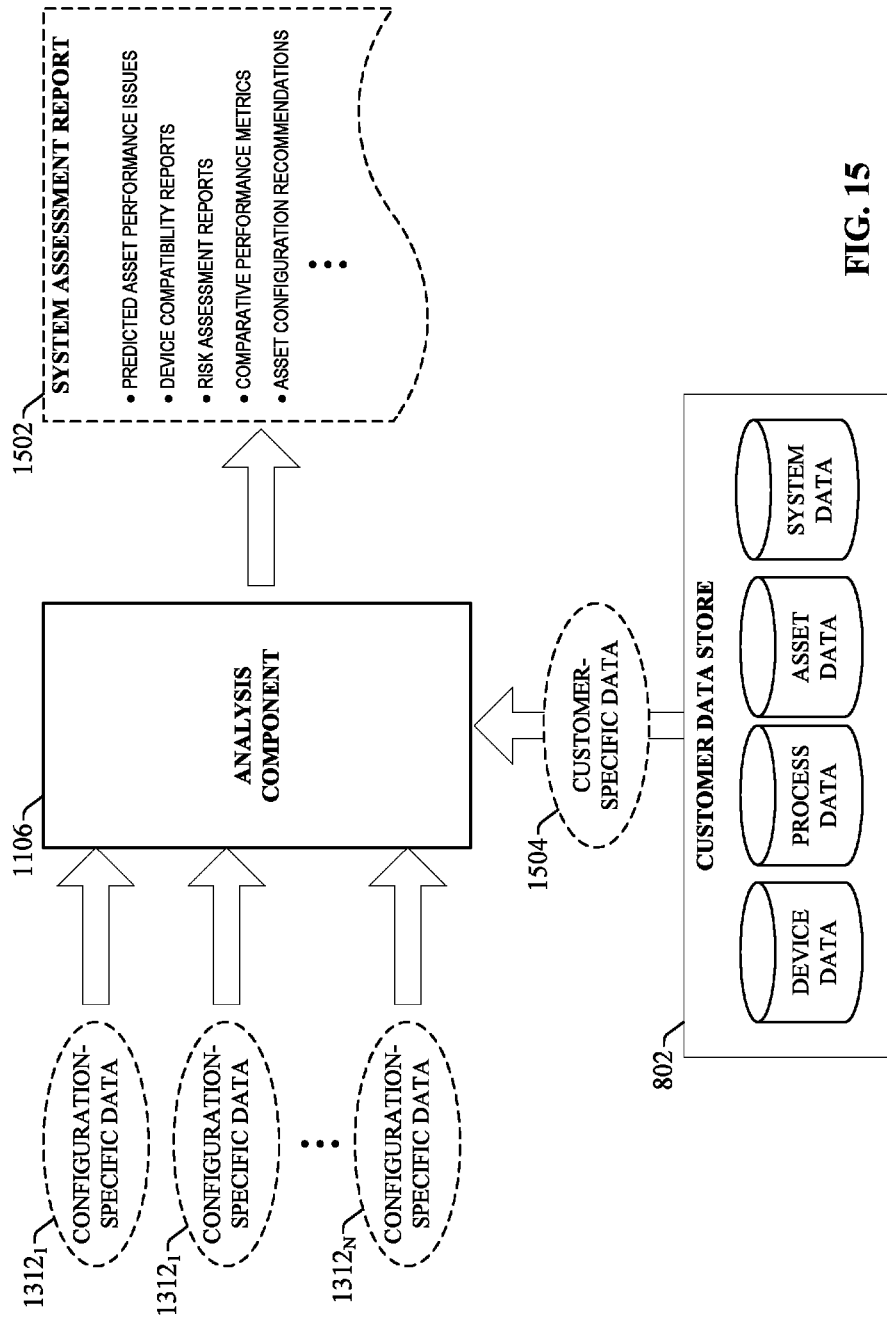 1502
SYSTEM ASSESSMENT REPORT
• PREDICTED ASSET PERFORMANCE ISSUES
• DEVICE COMPATIBILITY REPORTS
• RISK ASSESSMENT REPORTS
• COMPARATIVE PERFORMANCE METRICS
• ASSET CONFIGURATION RECOMMENDATIONS
•••
1106
ANALYSIS
COMPONENT
1312₁
CONFIGURATION-
SPECIFIC DATA
1312₁
CONFIGURATION-
SPECIFIC DATA
•••
1312N
CONFIGURATION-
SPECIFIC DATA
1504
CUSTOMER-
SPECIFIC DATA
802
CUSTOMER DATA STORE
DEVICE
DATA
PROCESS
DATA
ASSET
DATA
SYSTEM
DATA
FIG. 15